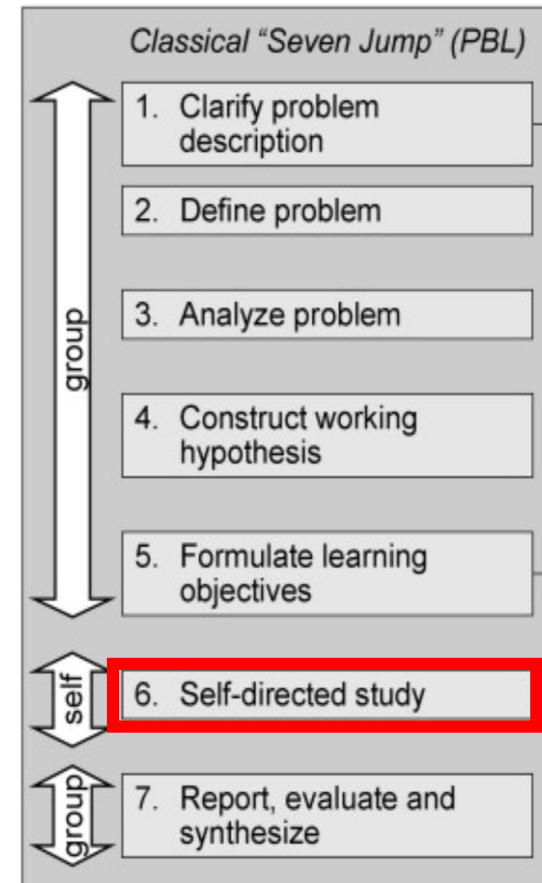 Classical “Seven Jump” (PBL)
group
1. Clarify problem
description
2. Define problem
3. Analyze problem
4. Construct working
hypothesis
5. Formulate learning
objectives
self
6. Self-directed study
group
7. Report, evaluate and
synthesize